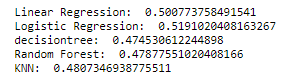 Linear Regression:  0.500773758491541
Logistic Regression:  0.5191020408163267
decisiontree:  0.474530612244898
Random Forest:  0.47877551020408166
KNN:  0.4807346938775511